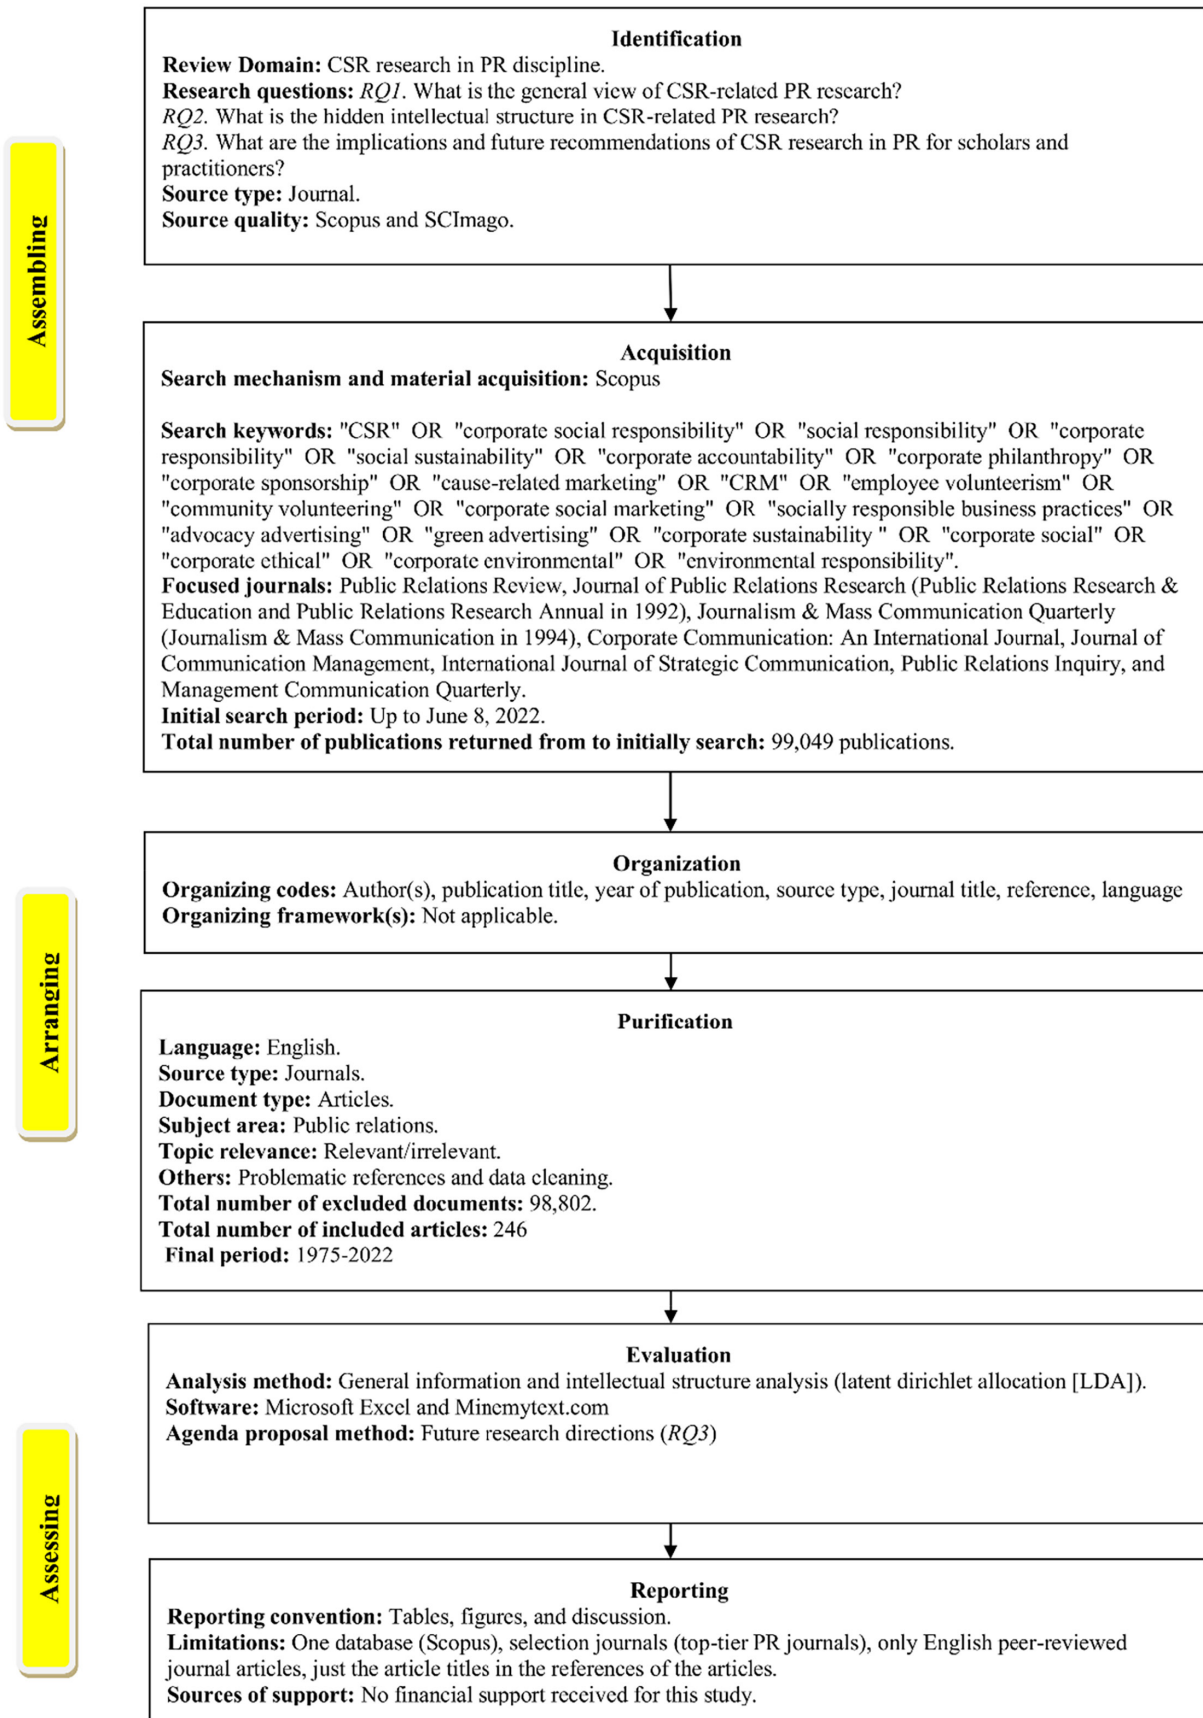 Assembling
Identification
Review Domain: CSR research in PR discipline.
Research questions: RQ1. What is the general view of CSR-related PR research?
RQ2. What is the hidden intellectual structure in CSR-related PR research?
RQ3. What are the implications and future recommendations of CSR research in PR for scholars and
practitioners?
Source type: Journal.
Source quality: Scopus and SCImago.
Acquisition
Search mechanism and material acquisition: Scopus
Search keywords: "CSR" OR "corporate social responsibility" OR "social responsibility" OR "corporate
responsibility" OR "social sustainability" OR "corporate accountability" OR "corporate philanthropy" OR
"corporate sponsorship" OR "cause-related marketing" OR "CRM" OR "employee volunteerism" OR
"community volunteering" OR "corporate social marketing" OR "socially responsible business practices" OR
"advocacy advertising" OR "green advertising" OR "corporate sustainability " OR "corporate social" OR
"corporate ethical" OR "corporate environmental" OR "environmental responsibility".
Focused journals: Public Relations Review, Journal of Public Relations Research (Public Relations Research &
Education and Public Relations Research Annual in 1992), Journalism & Mass Communication Quarterly
(Journalism & Mass Communication in 1994), Corporate Communication: An International Journal, Journal of
Communication Management, International Journal of Strategic Communication, Public Relations Inquiry, and
Management Communication Quarterly.
Initial search period: Up to June 8, 2022.
Total number of publications returned from to initially search: 99,049 publications.
Arranging
Organization
Organizing codes: Author(s), publication title, year of publication, source type, journal title, reference, language
Organizing framework(s): Not applicable.
Purification
Language: English.
Source type: Journals.
Document type: Articles.
Subject area: Public relations.
Topic relevance: Relevant/irrelevant.
Others: Problematic references and data cleaning.
Total number of excluded documents: 98,802.
Total number of included articles: 246
Final period: 1975-2022
Assessing
Evaluation
Analysis method: General information and intellectual structure analysis (latent dirichlet allocation [LDA]).
Software: Microsoft Excel and Minemytext.com
Agenda proposal method: Future research directions (RQ3)
Reporting
Reporting convention: Tables, figures, and discussion.
Limitations: One database (Scopus), selection journals (top-tier PR journals), only English peer-reviewed
journal articles, just the article titles in the references of the articles.
Sources of support: No financial support received for this study.